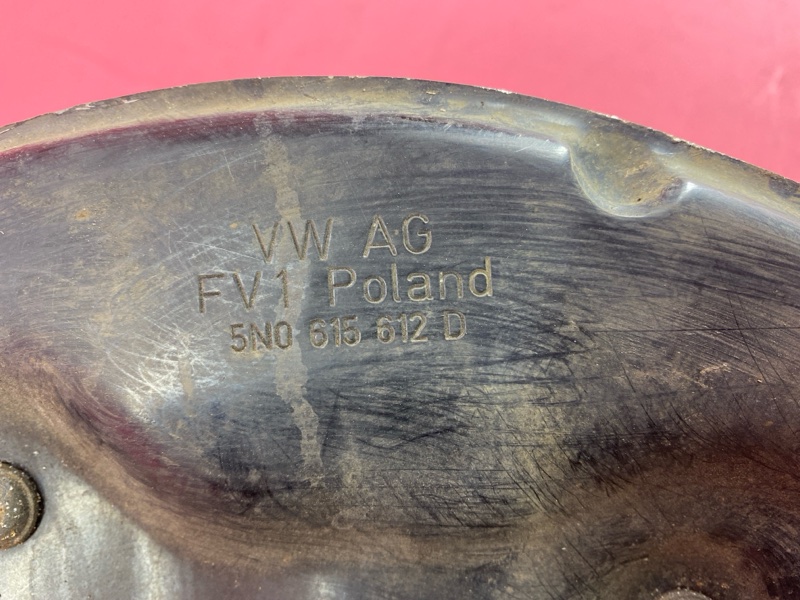 VW AG
FV1 Poland
5N0 615 612 D